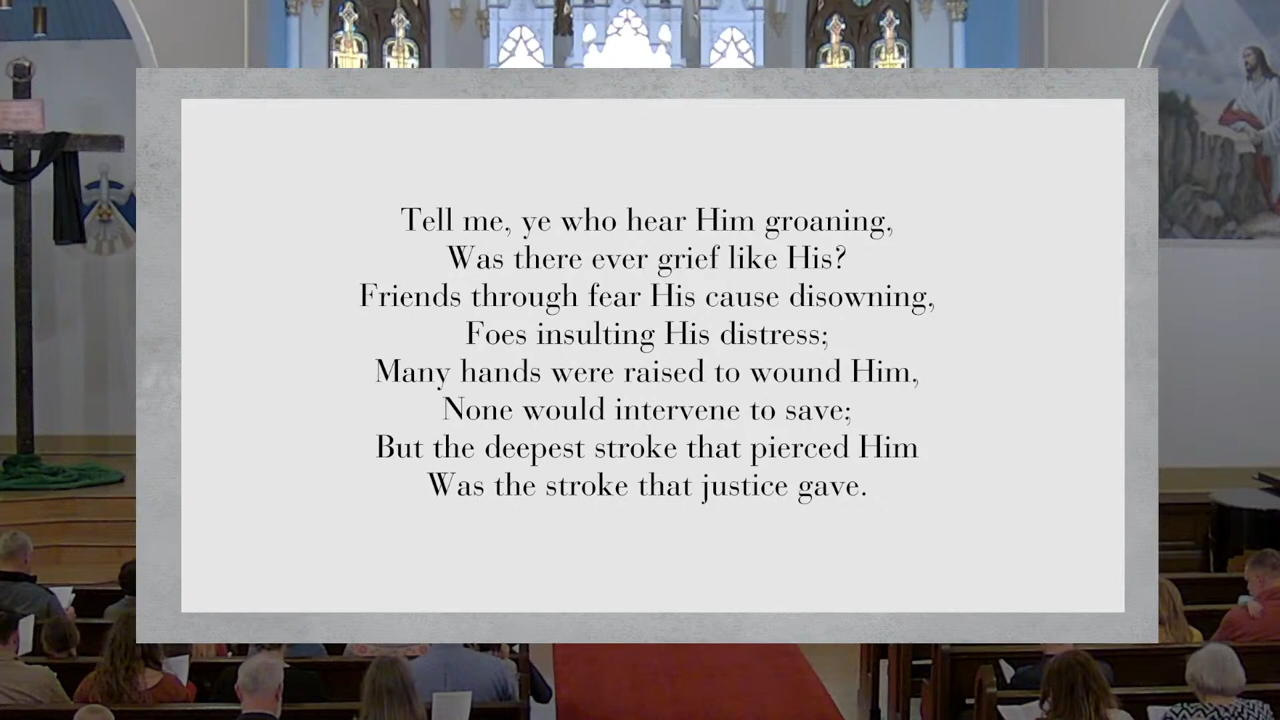 Tell me, ye who hear Him groaning,
Was there ever grief like His?
Friends through fear His cause disowning,
Foes insulting His distress;
Many hands were raised to wound Him,
None would intervene to save;
But the deepest stroke that pierced Him
Was the stroke that justice gave.